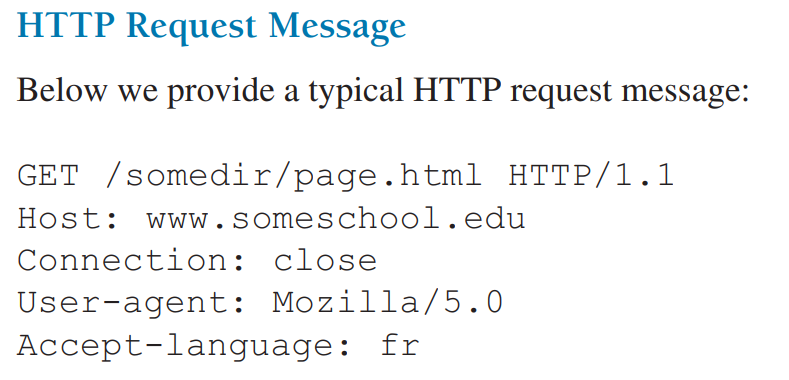 HTTP Request Message
Below we provide a typical HTTP request message:
GET /somedir/page.html HTTP/1.1
Host: www.someschool.edu
Connection: close
User-agent: Mozilla/5.0
Accept-language: fr